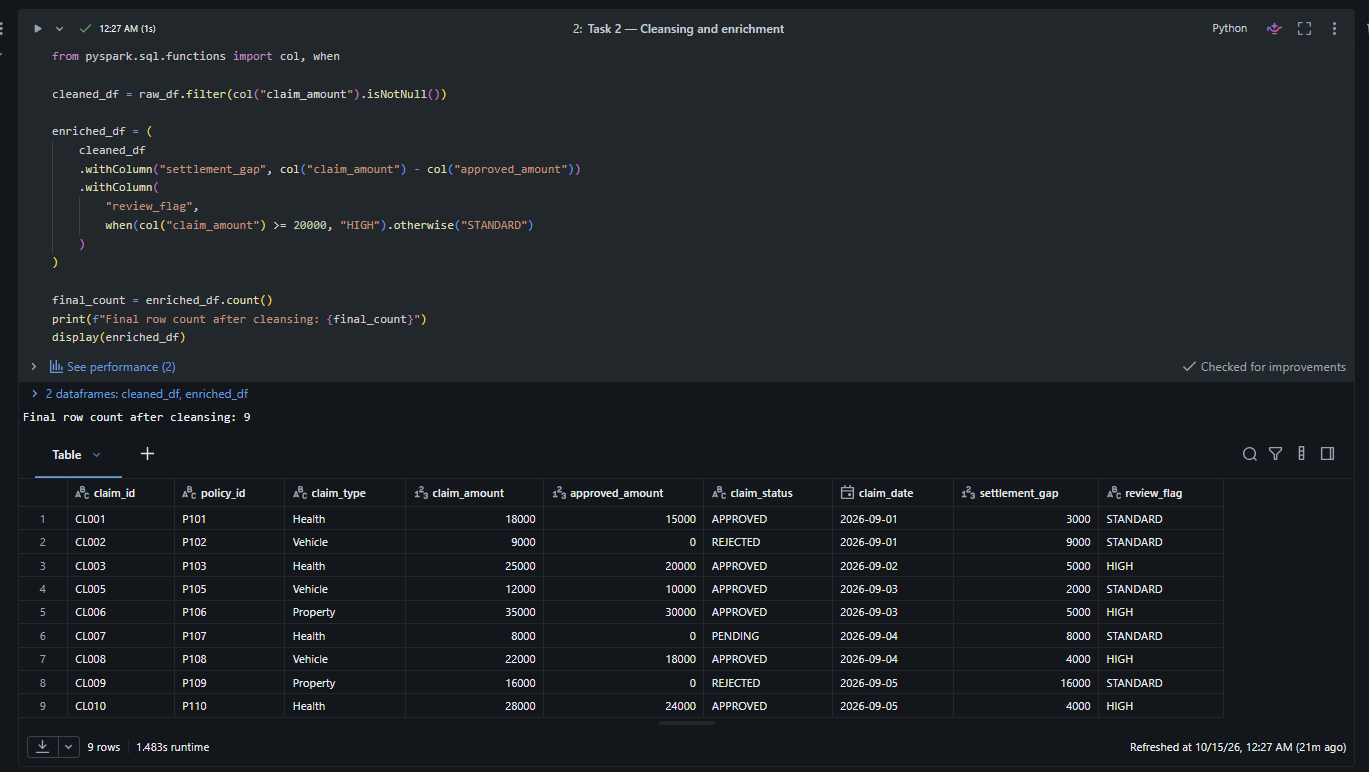 12:27 AM (1s)
2: Task 2 — Cleansing and enrichment
Python
from pyspark.sql.functions import col, when
cleaned_df = raw_df.filter(col("claim_amount").isNotNull())
enriched_df = (
    cleaned_df
    .withColumn("settlement_gap", col("claim_amount") - col("approved_amount"))
    .withColumn(
        "review_flag",
        when(col("claim_amount") >= 20000, "HIGH").otherwise("STANDARD")
    )
)
final_count = enriched_df.count()
print(f"Final row count after cleansing: {final_count}")
display(enriched_df)
See performance (2)
Checked for improvements
2 dataframes: cleaned_df, enriched_df
Final row count after cleansing: 9
Table +
claim_id policy_id claim_type claim_amount approved_amount claim_status claim_date settlement_gap review_flag
1 CL001 P101 Health 18000 15000 APPROVED 2026-09-01 3000 STANDARD
2 CL002 P102 Vehicle 9000 0 REJECTED 2026-09-01 9000 STANDARD
3 CL003 P103 Health 25000 20000 APPROVED 2026-09-02 5000 HIGH
4 CL005 P105 Vehicle 12000 10000 APPROVED 2026-09-03 2000 STANDARD
5 CL006 P106 Property 35000 30000 APPROVED 2026-09-03 5000 HIGH
6 CL007 P107 Health 8000 0 PENDING 2026-09-04 8000 STANDARD
7 CL008 P108 Vehicle 22000 18000 APPROVED 2026-09-04 4000 HIGH
8 CL009 P109 Property 16000 0 REJECTED 2026-09-05 16000 STANDARD
9 CL010 P110 Health 28000 24000 APPROVED 2026-09-05 4000 HIGH
9 rows
1.483s runtime
Refreshed at 10/15/26, 12:27 AM (21m ago)